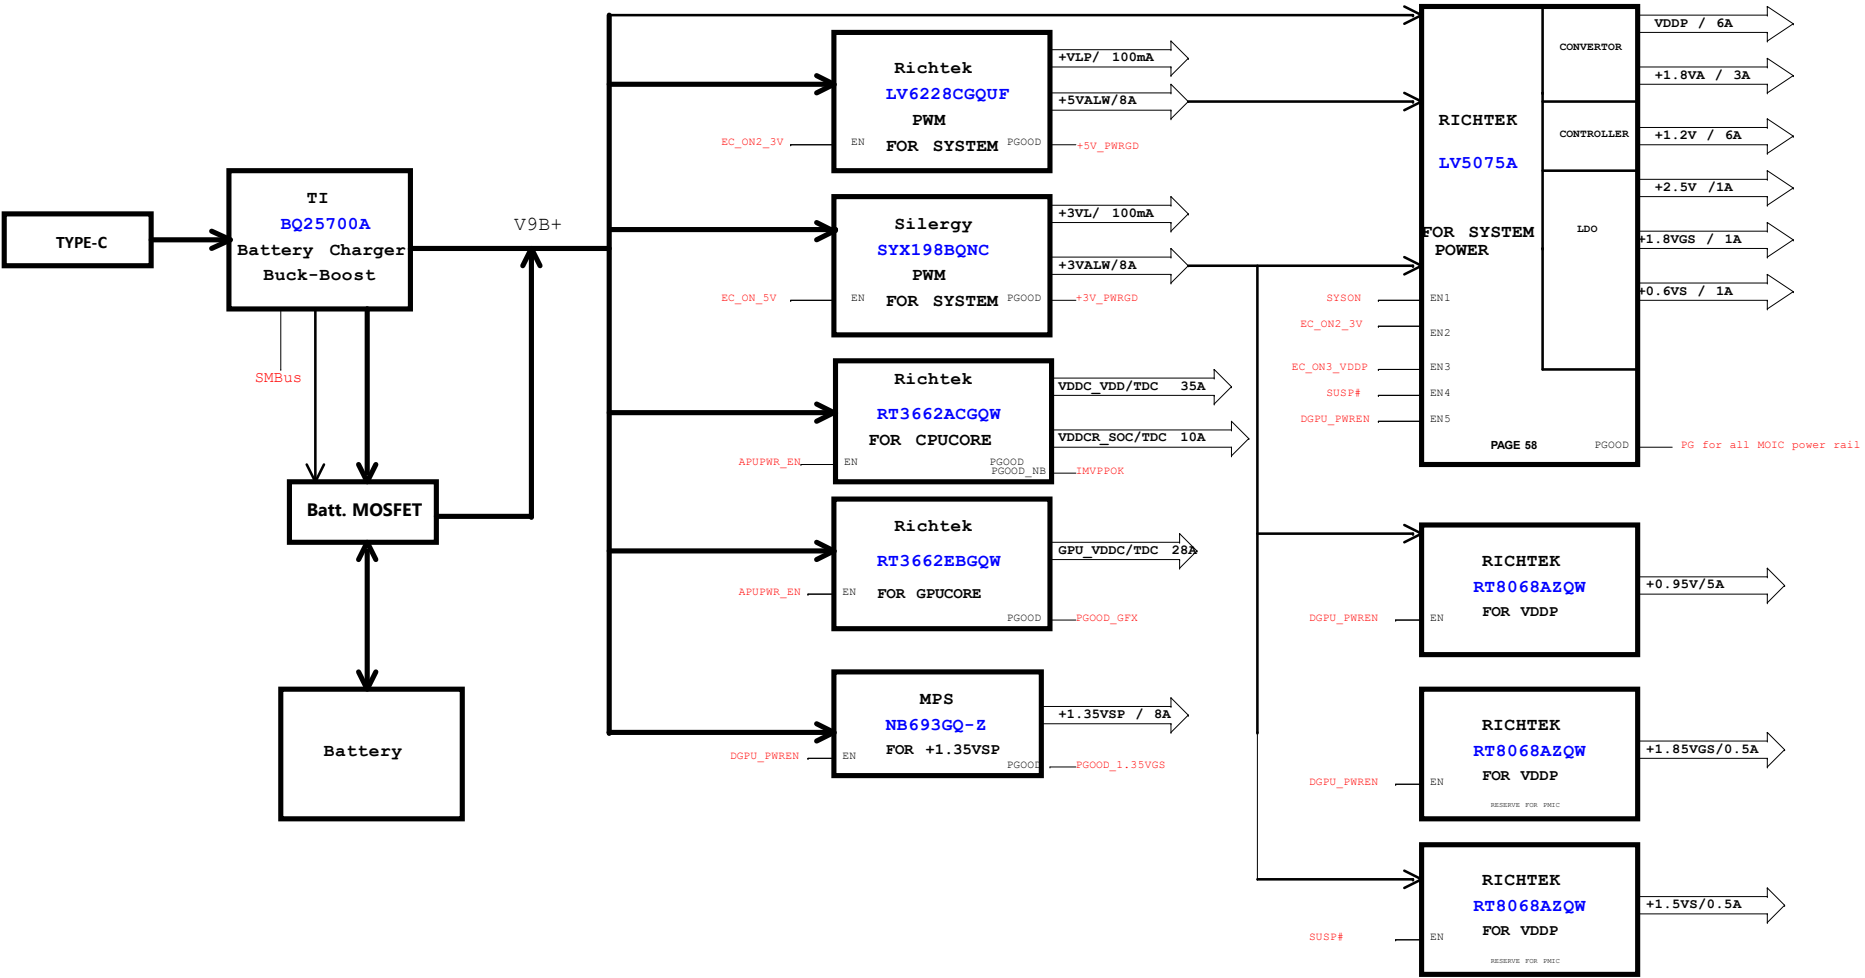 TYPE-C
TI
BQ25700A
Battery Charger
Buck-Boost
SMBus
Batt. MOSFET
Battery
V9B+
Richtek
LV6228CGQUF
PWM
FOR SYSTEM
EC_ON2_3V
EN
PGOOD
+5V_PWRGD
+VLP/ 100mA
+5VALW/8A
Silergy
SYX198BQNC
PWM
FOR SYSTEM
EC_ON_5V
EN
PGOOD
+3V_PWRGD
+3VL/ 100mA
+3VALW/8A
Richtek
RT3662ACGQW
FOR CPUCORE
APUPWR_EN
EN
PGOOD
PGOOD_NB
IMVPPOK
VDDC_VDD/TDC 35A
VDDCR_SOC/TDC 10A
Richtek
RT3662EBGQW
FOR GPUCORE
APUPWR_EN
EN
PGOOD
PGOOD_GFX
GPU_VDDC/TDC 28A
MPS
NB693GQ-Z
FOR +1.35VSP
DGPU_PWREN
EN
PGOOD
PGOOD_1.35VGS
+1.35VSP / 8A
RICHTEK
LV5075A
FOR SYSTEM
POWER
CONVERTOR
CONTROLLER
LDO
SYSON
EN1
EC_ON2_3V
EN2
EC_ON3_VDDP
EN3
SUSP#
EN4
DGPU_PWREN
EN5
PAGE 58
PGOOD
PG for all MOIC power rail
VDDP / 6A
+1.8VA / 3A
+1.2V / 6A
+2.5V /1A
+1.8VGS / 1A
+0.6VS / 1A
RICHTEK
RT8068AZQW
FOR VDDP
DGPU_PWREN
EN
+0.95V/5A
RICHTEK
RT8068AZQW
FOR VDDP
DGPU_PWREN
EN
RESERVE FOR PMIC
+1.85VGS/0.5A
RICHTEK
RT8068AZQW
FOR VDDP
SUSP#
EN
RESERVE FOR PMIC
+1.5VS/0.5A